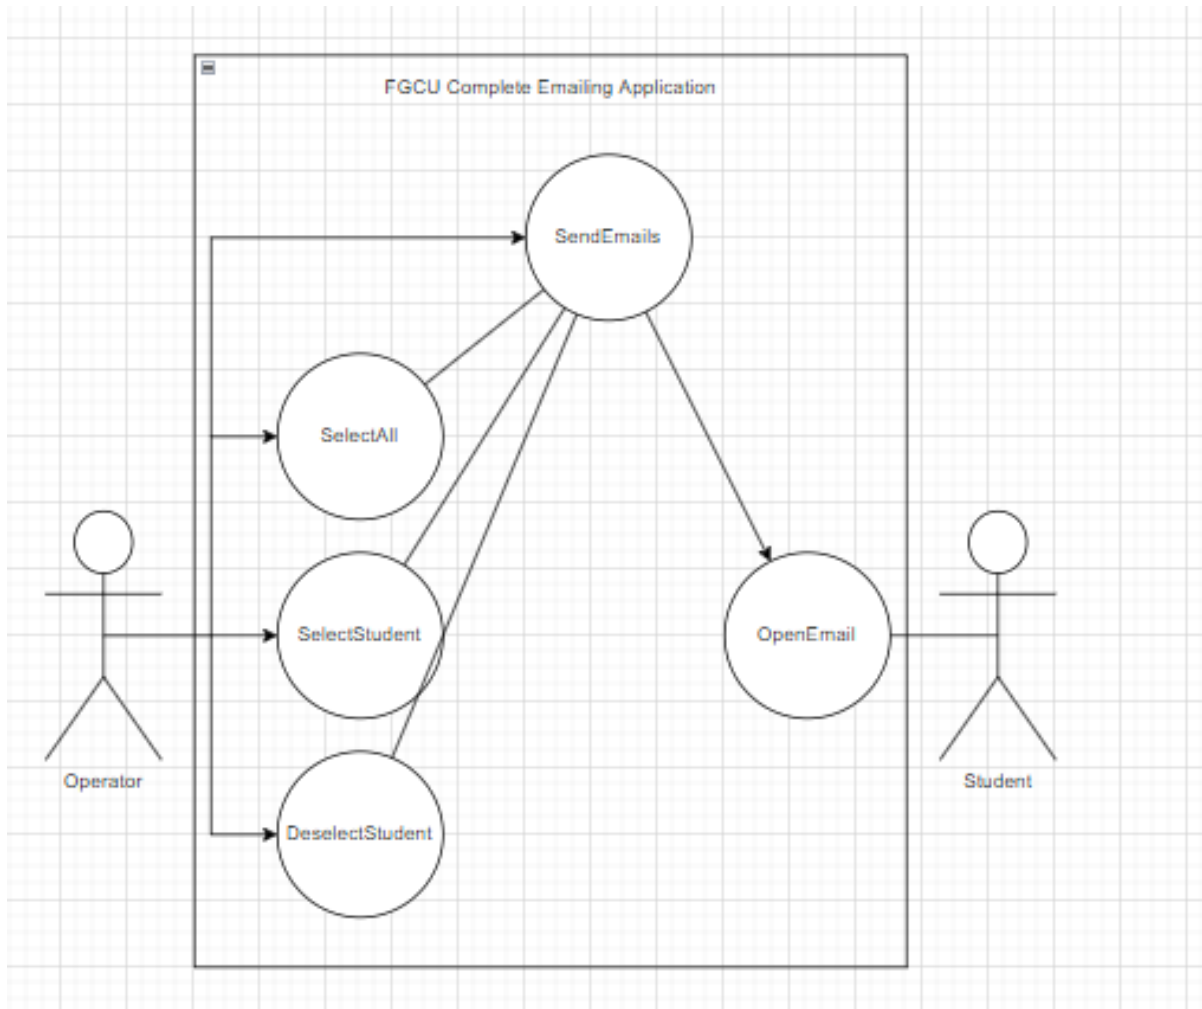 FGCU Complete Emailing Application
SendEmails
SelectAll
SelectStudent
OpenEmail
Operator
Student
DeselectStudent